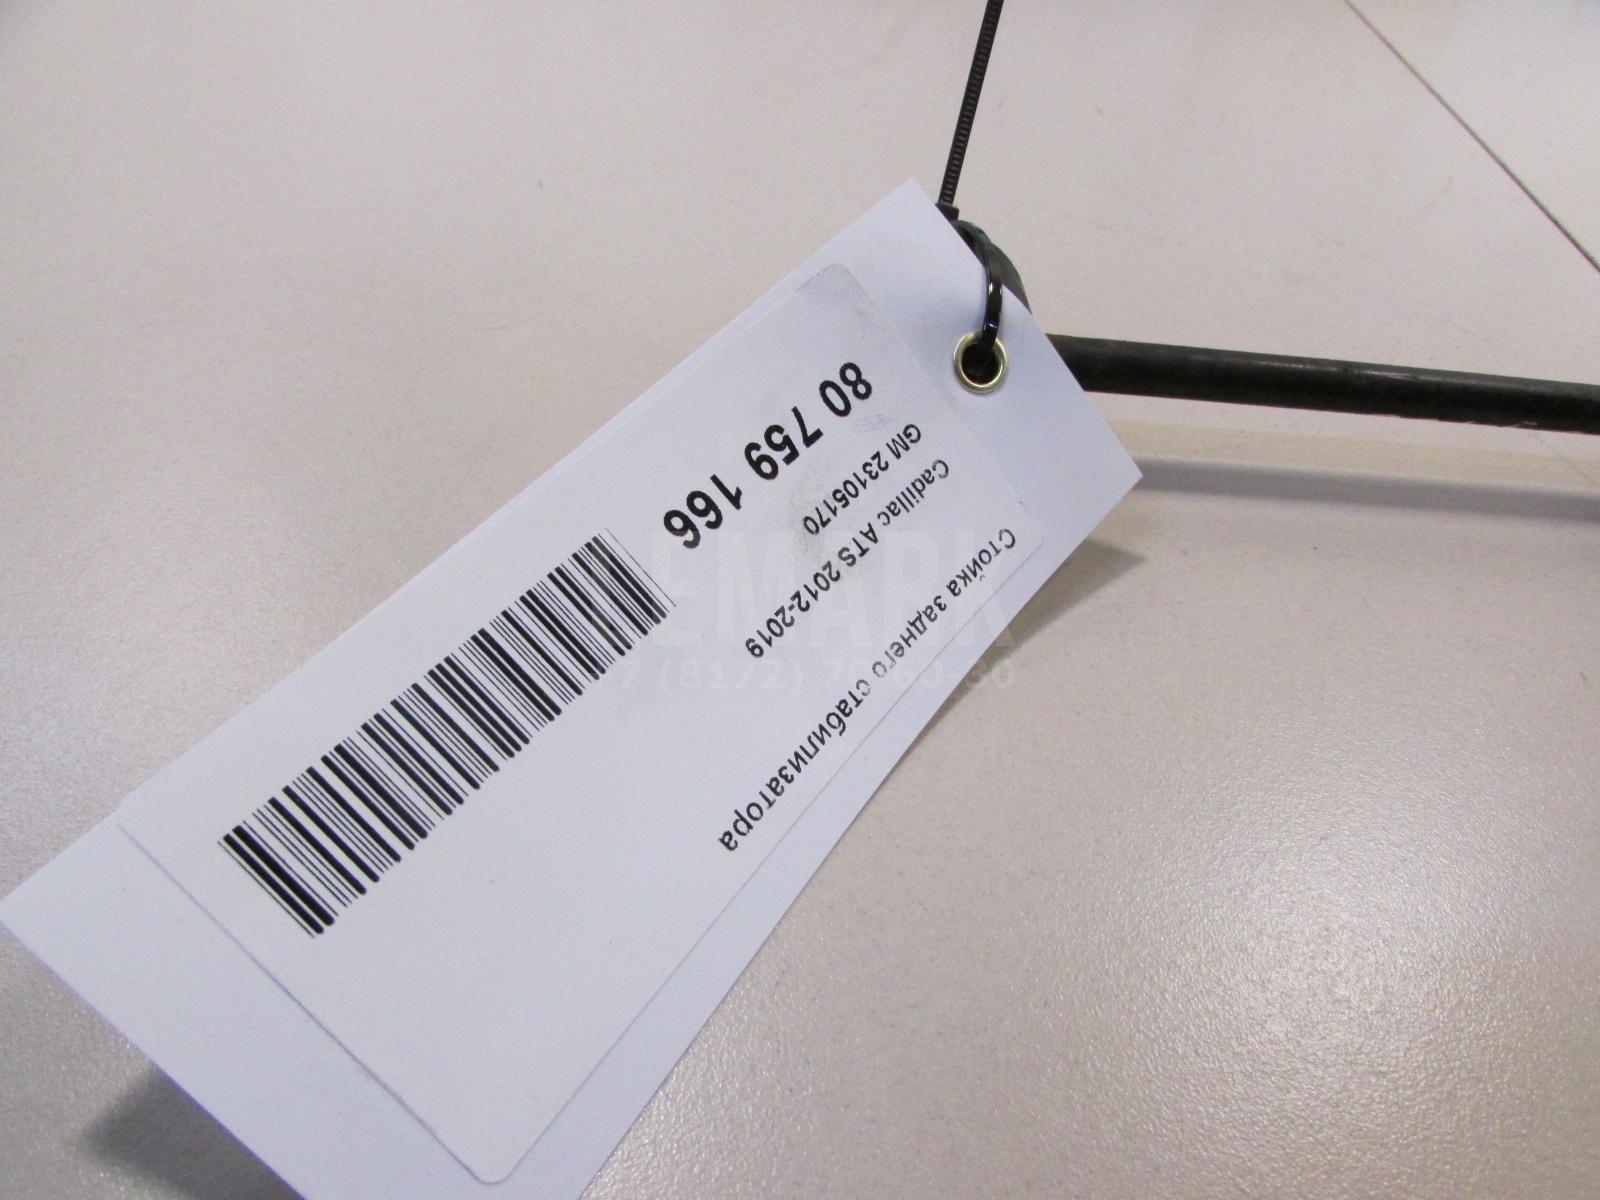 80 759 166
GM 23105170
Cadillac ATS 2012-2019
Стойка заднего стабилизатора